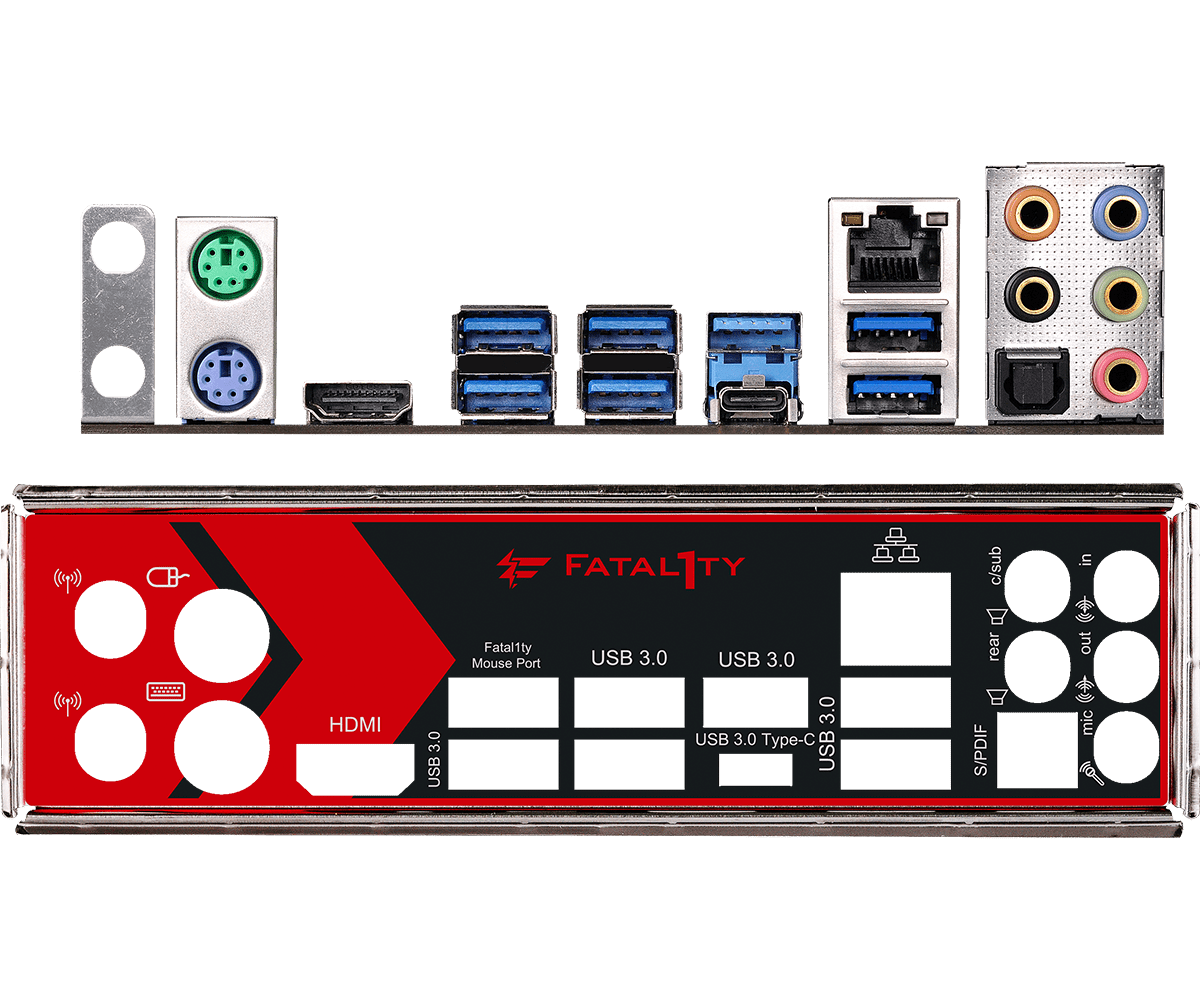 FATAL1TY
c/sub
in
Fatal1ty
Mouse Port
USB 3.0
USB 3.0
rear
out
HDMI
USB 3.0
USB 3.0 Type-C
USB 3.0
S/PDIF
mic